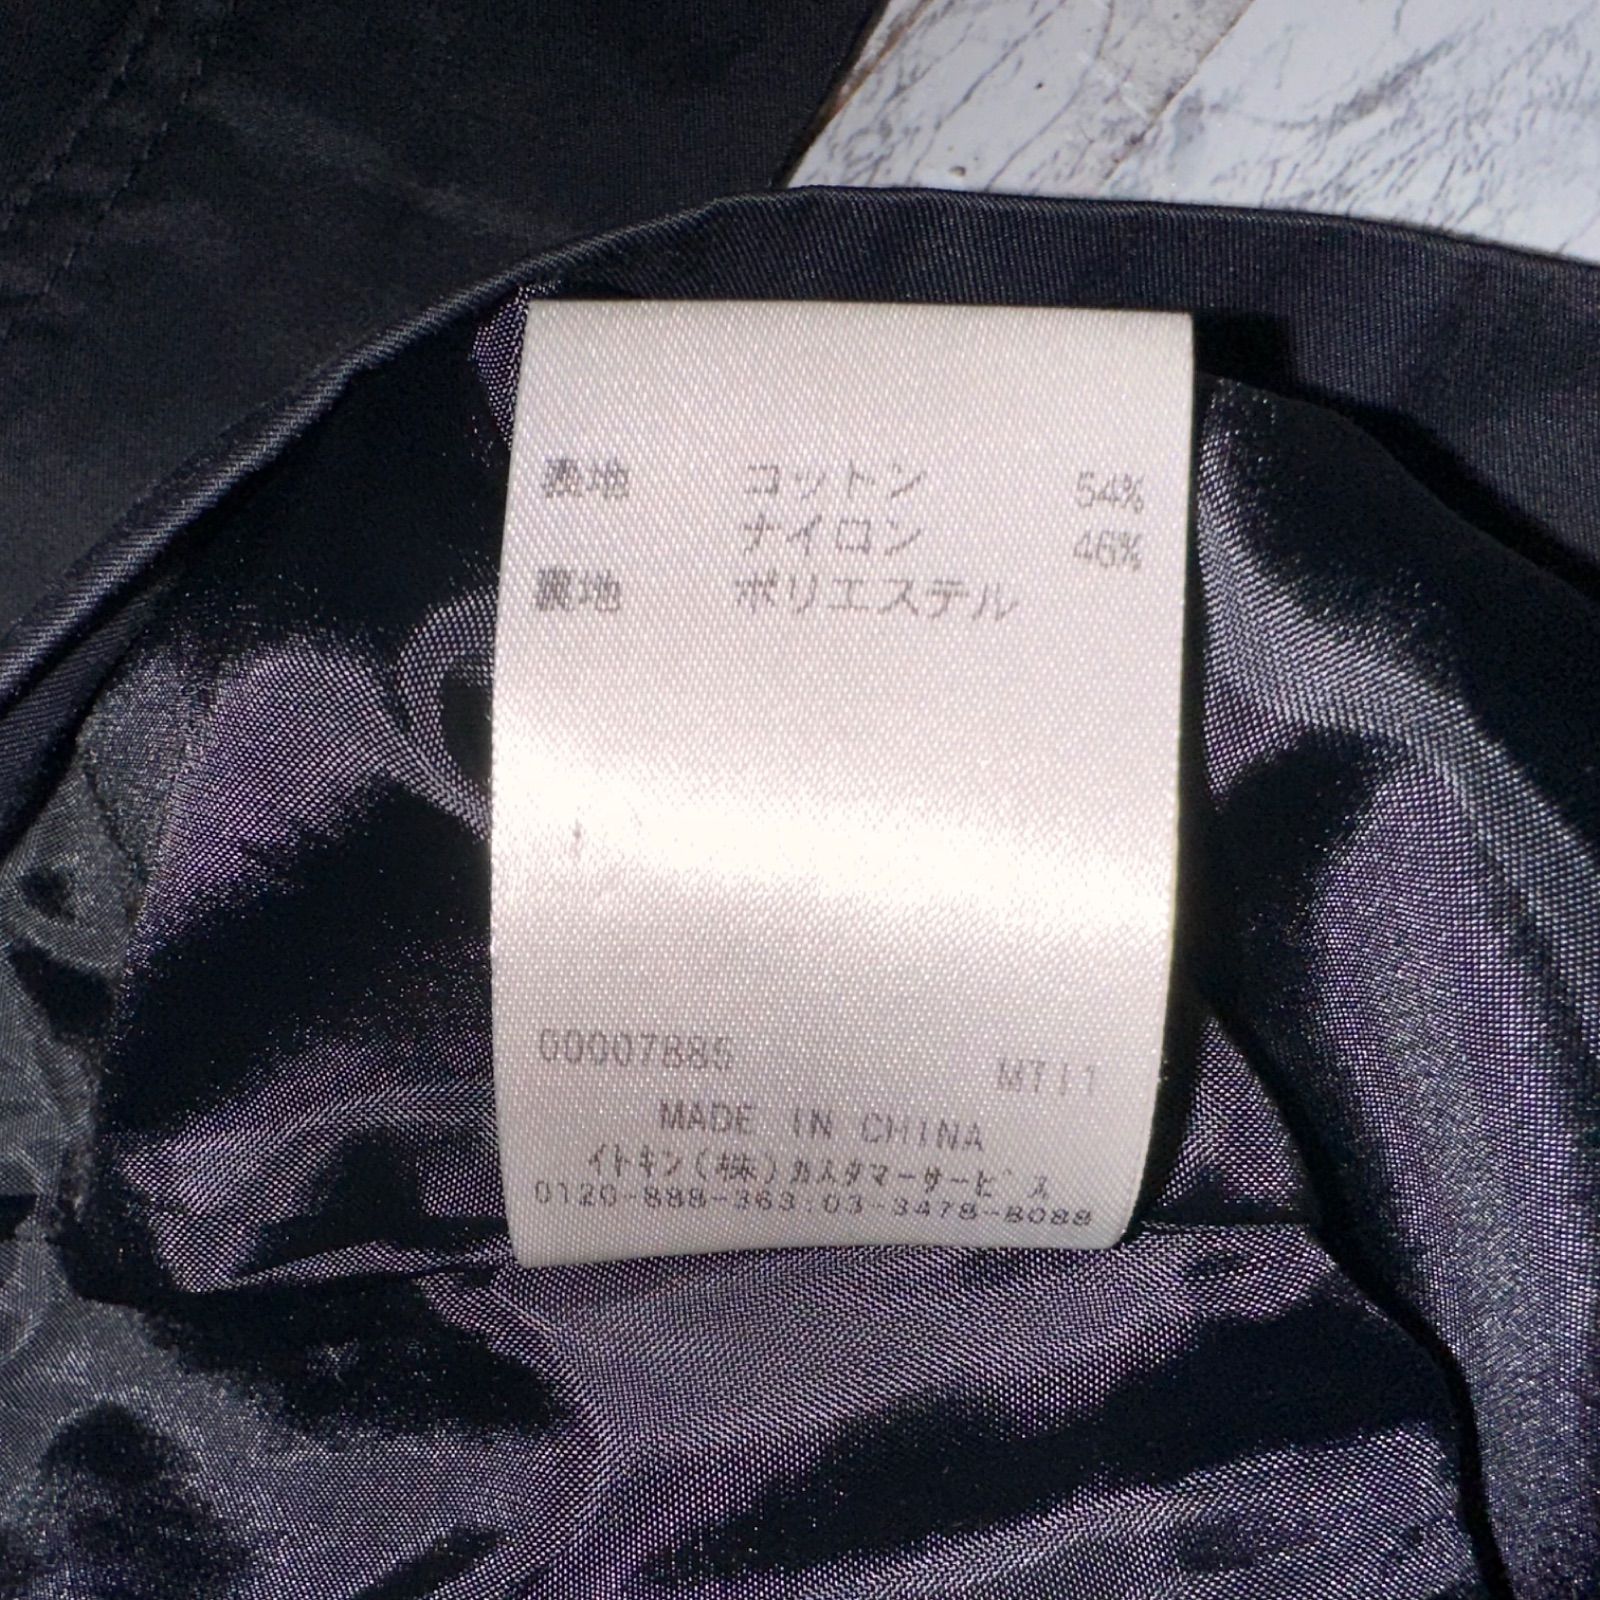 表地 コットン 54%
ナイロン 46%
裏地 ポリエステル
00007886 MT11
MADE IN CHINA
イトキン(株)カスタマーサービス
0120-888-363:03-3478-8088